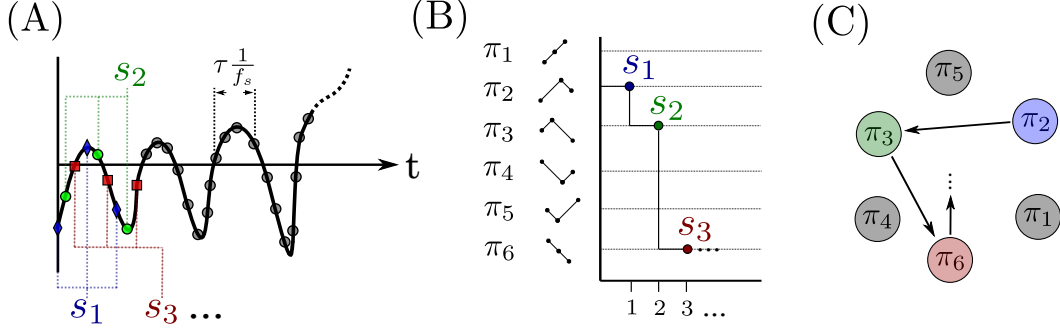 (A)
s₂
τ 1/fₛ
t
s₁
s₃ ...
(B)
π₁
π₂
π₃
π₄
π₅
π₆
s₁
s₂
s₃ ...
1 2 3 ...
(C)
π₅
π₂
π₃
...
π₄
π₁
π₆